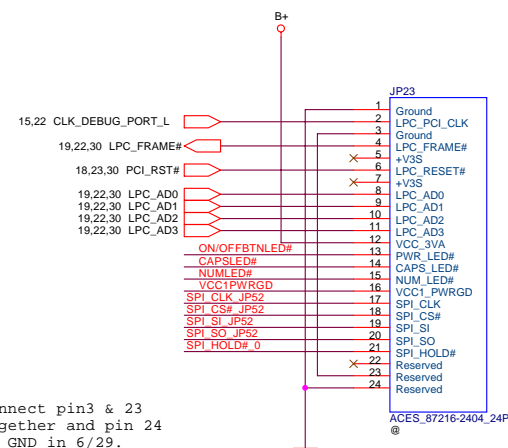 B+
JP23
15,22 CLK_DEBUG_PORT_L
19,22,30 LPC_FRAME#
18,23,30 PCI_RST#
19,22,30 LPC_AD0
19,22,30 LPC_AD1
19,22,30 LPC_AD2
19,22,30 LPC_AD3
ON/OFFBTNLED#
CAPSLED#
NUMLED#
VCC1PWRGD
SPI_CLK_JP52
SPI_CS#_JP52
SPI_SI_JP52
SPI_SO_JP52
SPI_HOLD#_0
1 Ground
2 LPC_PCI_CLK
3 Ground
4 LPC_FRAME#
5 +V3S
6 LPC_RESET#
7 +V3S
8 LPC_AD0
9 LPC_AD1
10 LPC_AD2
11 LPC_AD3
12 VCC_3VA
13 PWR_LED#
14 CAPS_LED#
15 NUM_LED#
16 VCC1_PWRGD
17 SPI_CLK
18 SPI_CS#
19 SPI_SI
20 SPI_SO
21 SPI_HOLD#
22 Reserved
23 Reserved
24 Reserved
ACES_87216-2404_24P
@
nnect pin3 & 23
gether and pin 24
GND in 6/29.